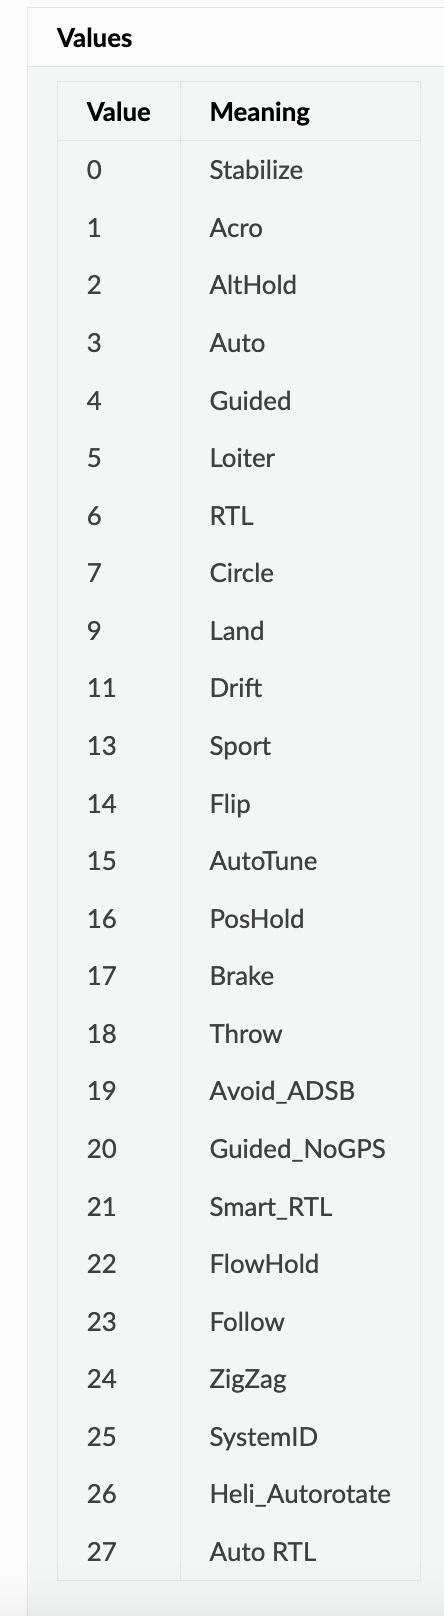 Values
Value Meaning
0 Stabilize
1 Acro
2 AltHold
3 Auto
4 Guided
5 Loiter
6 RTL
7 Circle
9 Land
11 Drift
13 Sport
14 Flip
15 AutoTune
16 PosHold
17 Brake
18 Throw
19 Avoid_ADSB
20 Guided_NoGPS
21 Smart_RTL
22 FlowHold
23 Follow
24 ZigZag
25 SystemID
26 Heli_Autorotate
27 Auto RTL